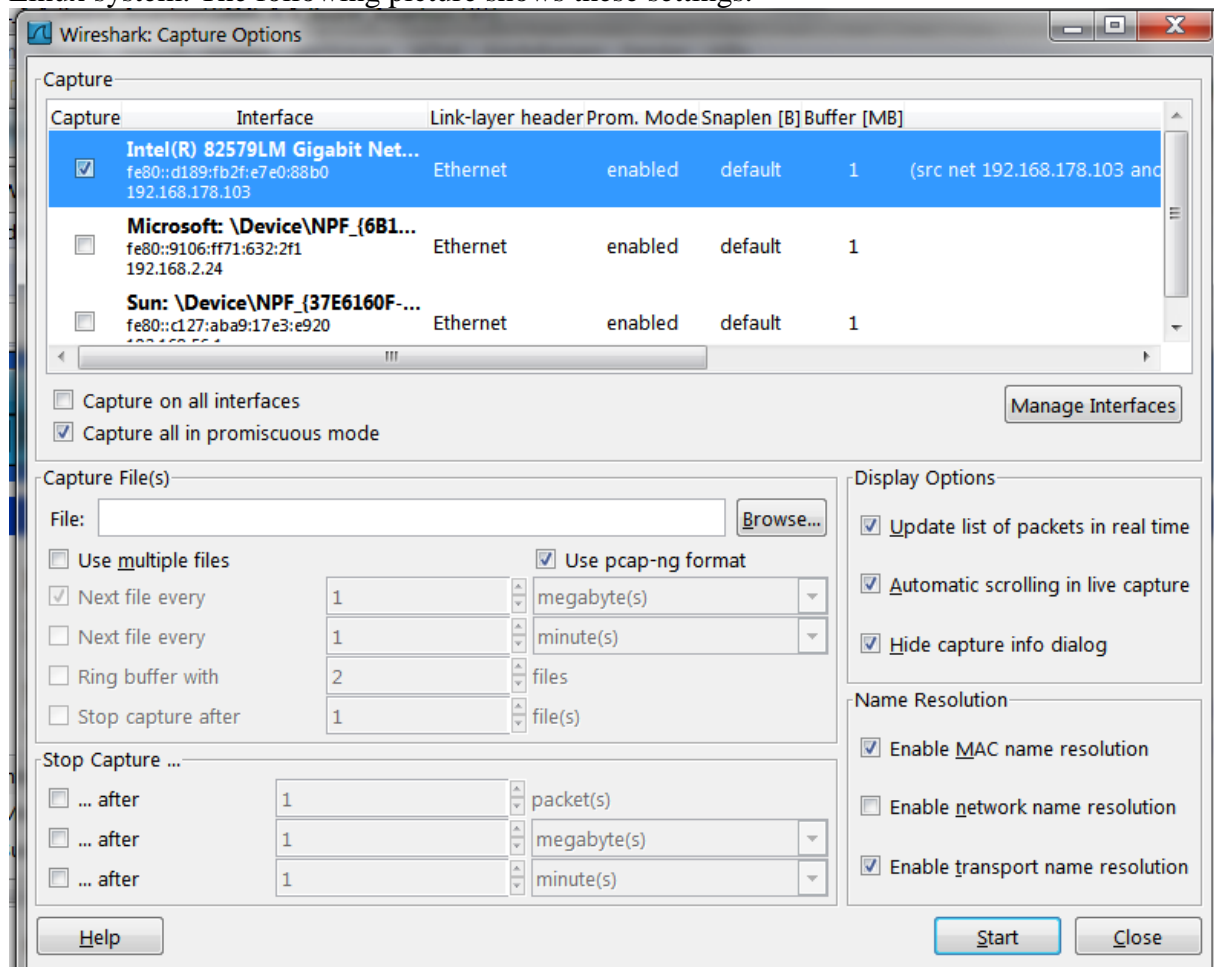 Linux system. The following picture shows these settings.
Wireshark: Capture Options
Capture
Capture Interface Link-layer header Prom. Mode Snaplen [B] Buffer [MB]
Intel(R) 82579LM Gigabit Net...
fe80::d189:fb2f:e7e0:88b0 Ethernet enabled default 1 (src net 192.168.178.103 and
192.168.178.103
Microsoft: \Device\NPF_{6B1...
fe80::9106:ff71:632:2f1 Ethernet enabled default 1
192.168.2.24
Sun: \Device\NPF_{37E6160F-...
fe80::c127:aba9:17e3:e920 Ethernet enabled default 1
Capture on all interfaces
Manage Interfaces
Capture all in promiscuous mode
Capture File(s)
File: Browse...
Use multiple files Use pcap-ng format
Next file every 1 megabyte(s)
Next file every 1 minute(s)
Ring buffer with 2 files
Stop capture after 1 file(s)
Display Options
Update list of packets in real time
Automatic scrolling in live capture
Hide capture info dialog
Stop Capture ...
... after 1 packet(s)
... after 1 megabyte(s)
... after 1 minute(s)
Name Resolution
Enable MAC name resolution
Enable network name resolution
Enable transport name resolution
Help Start Close